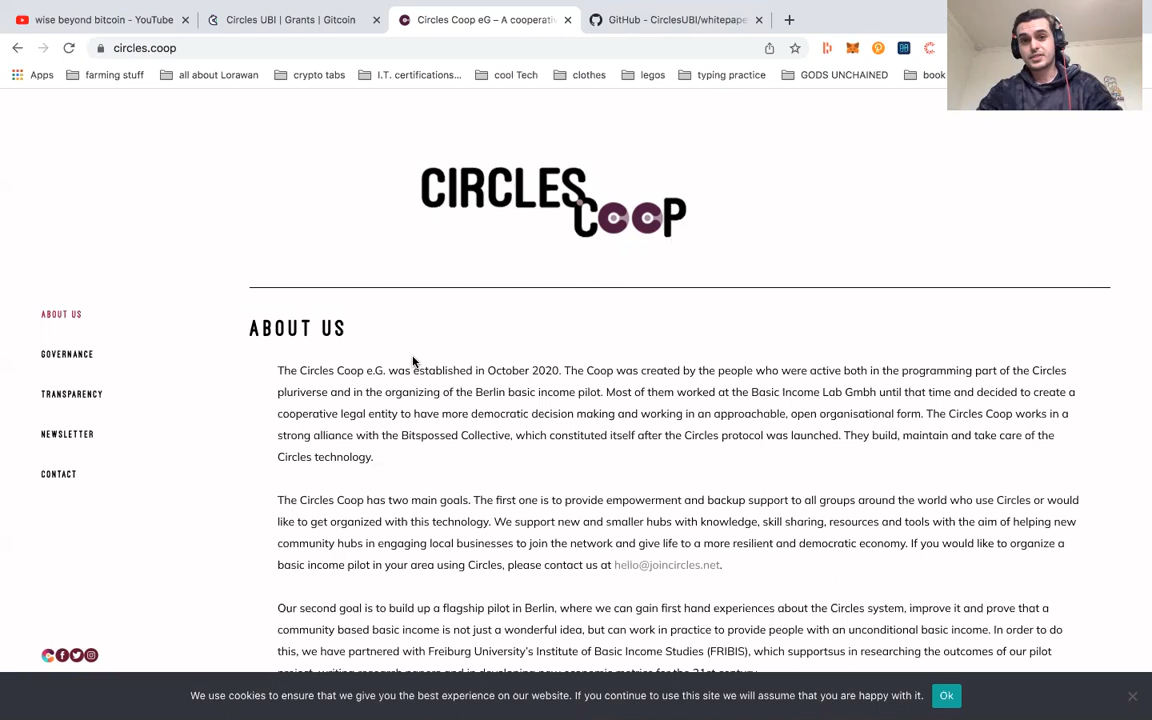 wise beyond bitcoin - YouTube
Circles UBI | Grants | Gitcoin
Circles Coop eG – A cooperativ
GitHub - CirclesUBI/whitepape
circles.coop
Apps
farming stuff
all about Lorawan
crypto tabs
I.T. certifications...
cool Tech
clothes
legos
typing practice
GODS UNCHAINED
book
CIRCLES
COOP
ABOUT US
GOVERNANCE
TRANSPARENCY
NEWSLETTER
CONTACT
ABOUT US
The Circles Coop e.G. was established in October 2020. The Coop was created by the people who were active both in the programming part of the Circles
pluriverse and in the organizing of the Berlin basic income pilot. Most of them worked at the Basic Income Lab Gmbh until that time and decided to create a
cooperative legal entity to have more democratic decision making and working in an approachable, open organisational form. The Circles Coop works in a
strong alliance with the Bitspossed Collective, which constituted itself after the Circles protocol was launched. They build, maintain and take care of the
Circles technology.
The Circles Coop has two main goals. The first one is to provide empowerment and backup support to all groups around the world who use Circles or would
like to get organized with this technology. We support new and smaller hubs with knowledge, skill sharing, resources and tools with the aim of helping new
community hubs in engaging local businesses to join the network and give life to a more resilient and democratic economy. If you would like to organize a
basic income pilot in your area using Circles, please contact us at hello@joincircles.net.
Our second goal is to build up a flagship pilot in Berlin, where we can gain first hand experiences about the Circles system, improve it and prove that a
community based basic income is not just a wonderful idea, but can work in practice to provide people with an unconditional basic income. In order to do
this, we have partnered with Freiburg University's Institute of Basic Income Studies (FRIBIS), which supportsus in researching the outcomes of our pilot
project, writing research papers and in developing new economic metrics for the 21st century.
We use cookies to ensure that we give you the best experience on our website. If you continue to use this site we will assume that you are happy with it.
Ok